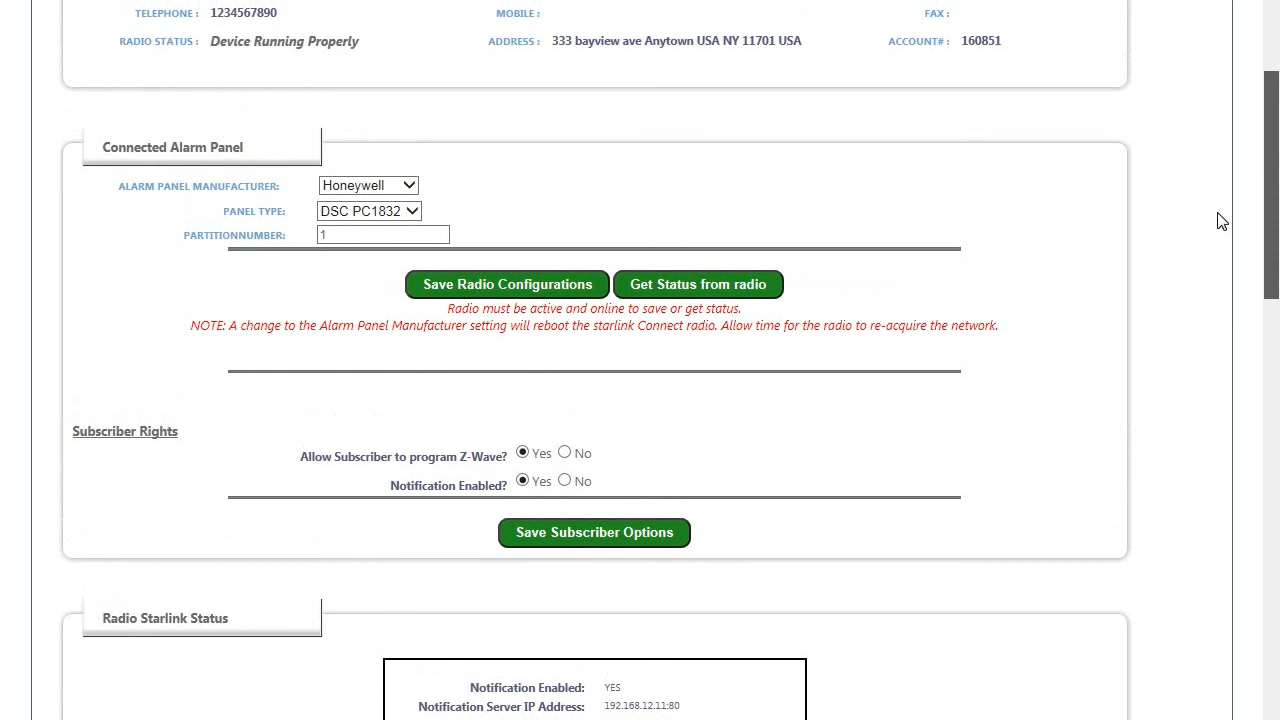 TELEPHONE : 1234567890 MOBILE : FAX :
RADIO STATUS : Device Running Properly ADDRESS : 333 bayview ave Anytown USA NY 11701 USA ACCOUNT# : 160851
Connected Alarm Panel
ALARM PANEL MANUFACTURER: Honeywell
PANEL TYPE: DSC PC1832
PARTITIONNUMBER: 1
Save Radio Configurations Get Status from radio
Radio must be active and online to save or get status.
NOTE: A change to the Alarm Panel Manufacturer setting will reboot the starlink Connect radio. Allow time for the radio to re-acquire the network.
Subscriber Rights
Allow Subscriber to program Z-Wave? Yes No
Notification Enabled? Yes No
Save Subscriber Options
Radio Starlink Status
Notification Enabled: YES
Notification Server IP Address: 192.168.12.11:80